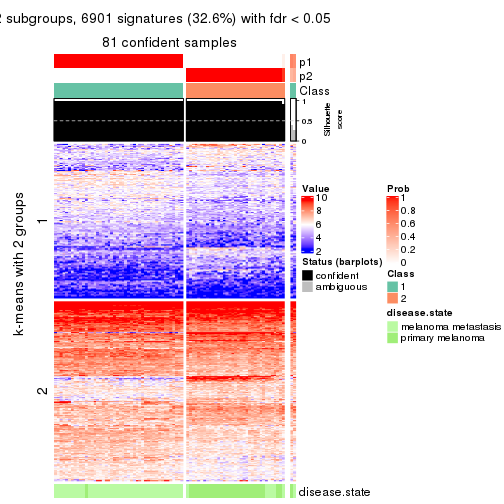 2 subgroups, 6901 signatures (32.6%) with fdr < 0.05
81 confident samples
p1
p2
Class
1
0.5
0
Silhouette
score
k-means with 2 groups
1
2
Value
10
8
6
4
2
Status (barplots)
confident
ambiguous
Prob
1
0.8
0.6
0.4
0.2
0
Class
1
2
disease.state
melanoma metastasis
primary melanoma
disease.state